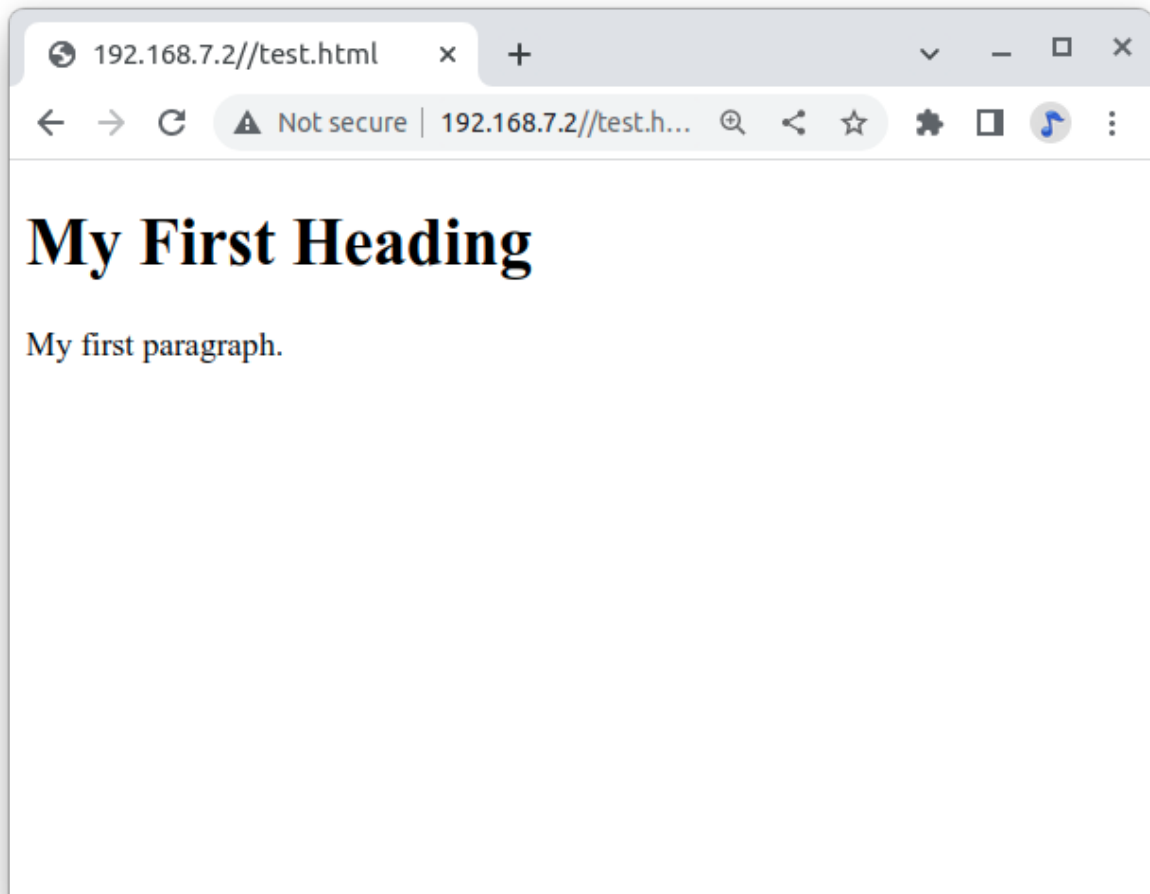 192.168.7.2//test.html
Not secure | 192.168.7.2//test.h...
My First Heading
My first paragraph.